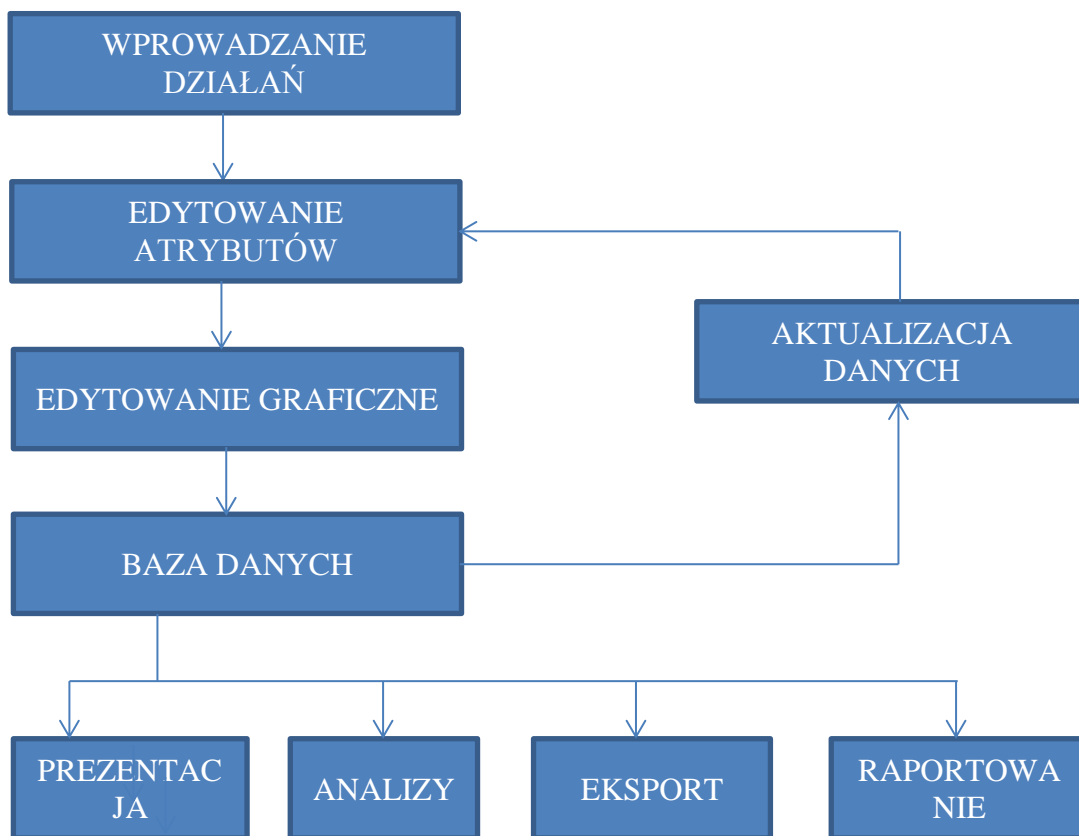 WPROWADZANIE
DZIAŁAŃ
EDYTOWANIE
ATRYBUTÓW
AKTUALIZACJA
DANYCH
EDYTOWANIE GRAFICZNE
BAZA DANYCH
PREZENTAC
JA
ANALIZY
EKSPORT
RAPORTOWA
NIE